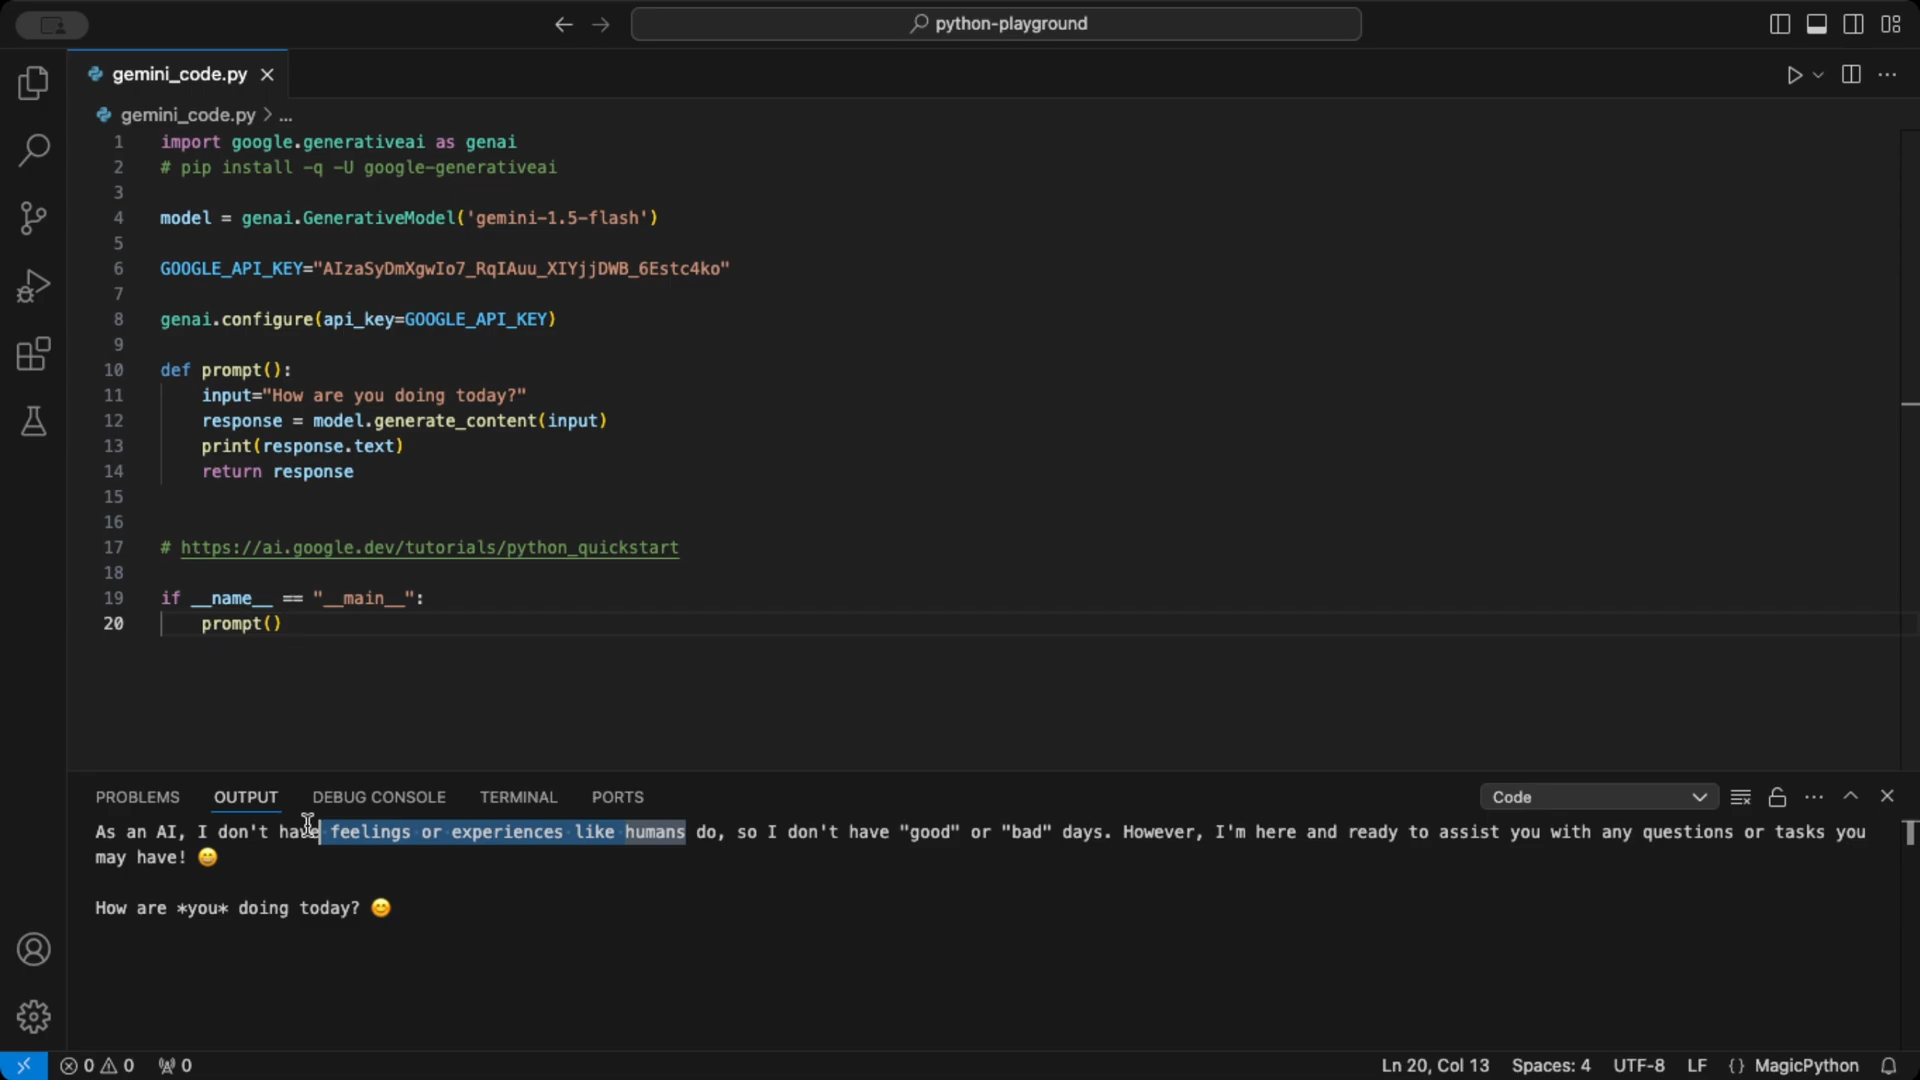 python-playground
gemini_code.py
gemini_code.py > ...
1 import google.generativeai as genai
2 # pip install -q -U google-generativeai
3
4 model = genai.GenerativeModel('gemini-1.5-flash')
5
6 GOOGLE_API_KEY="AIzaSyDmXgwIo7_RqIAuu_XIYjjDWB_6Estc4ko"
7
8 genai.configure(api_key=GOOGLE_API_KEY)
9
10 def prompt():
11     input="How are you doing today?"
12     response = model.generate_content(input)
13     print(response.text)
14     return response
15
16
17 # https://ai.google.dev/tutorials/python_quickstart
18
19 if __name__ == "__main__":
20     prompt()
PROBLEMS OUTPUT DEBUG CONSOLE TERMINAL PORTS Code
As an AI, I don't have feelings or experiences like humans do, so I don't have "good" or "bad" days. However, I'm here and ready to assist you with any questions or tasks you
may have! 😄
How are *you* doing today? 😊
0 0 0 Ln 20, Col 13 Spaces: 4 UTF-8 LF {} MagicPython